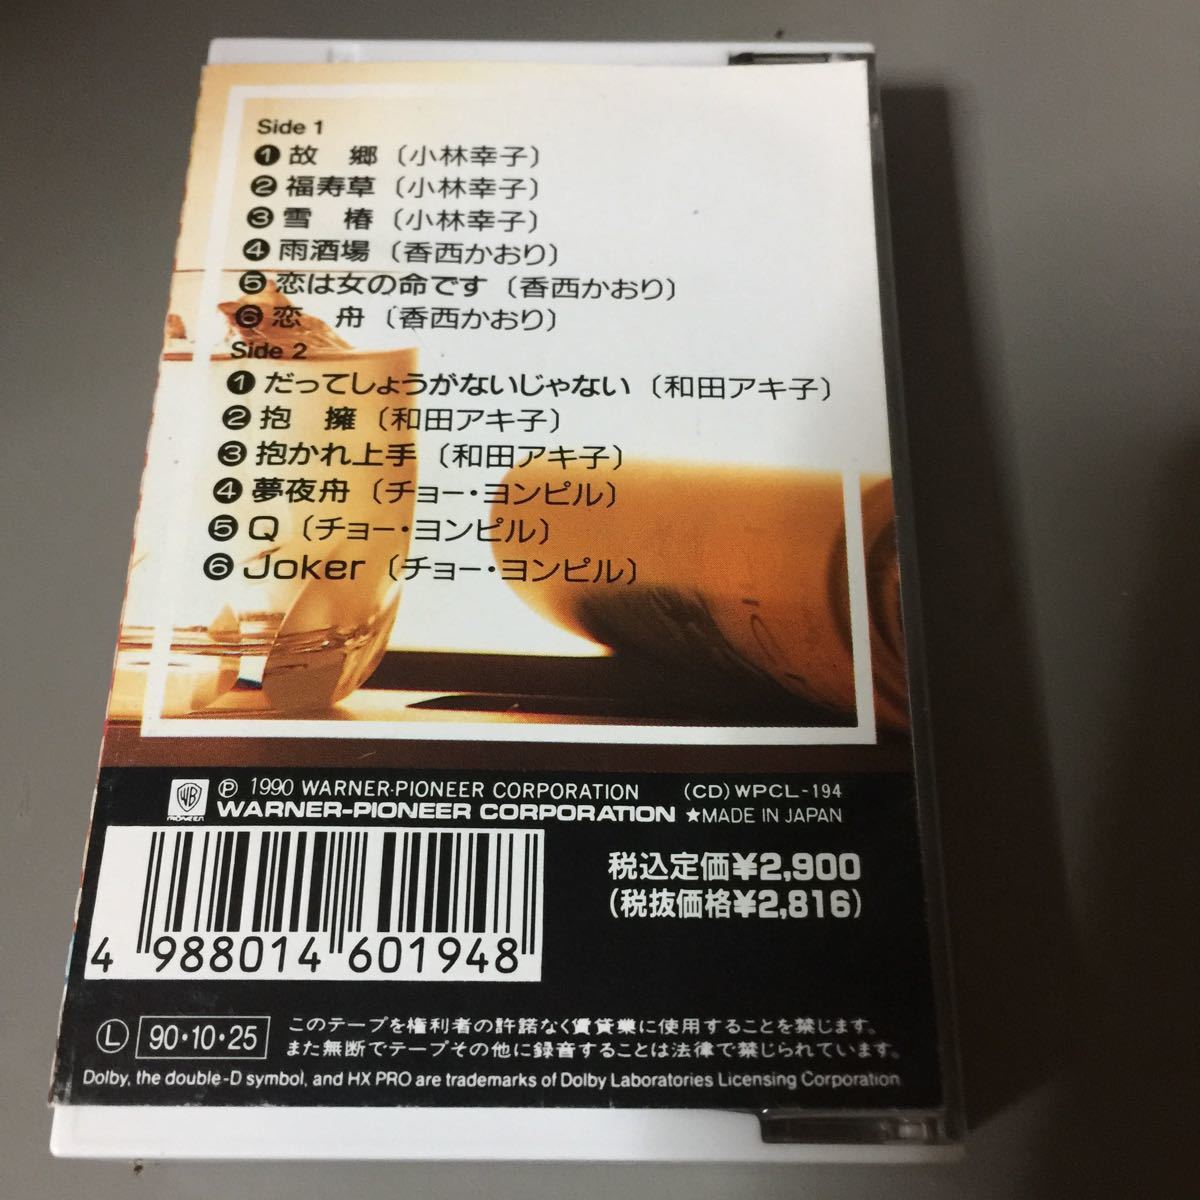 Side 1
❶ 故　郷〔小林幸子〕
❷ 福寿草〔小林幸子〕
❸ 雪　椿〔小林幸子〕
❹ 雨酒場〔香西かおり〕
❺ 恋は女の命です〔香西かおり〕
❻ 恋　舟〔香西かおり〕
Side 2
❶ だってしょうがないじゃない〔和田アキ子〕
❷ 抱　擁〔和田アキ子〕
❸ 抱かれ上手〔和田アキ子〕
❹ 夢夜舟〔チョー・ヨンピル〕
❺ Q〔チョー・ヨンピル〕
❻ Joker〔チョー・ヨンピル〕
WB PIONEER
Ⓟ 1990 WARNER-PIONEER CORPORATION (CD) WPCL-194
WARNER-PIONEER CORPORATION ★MADE IN JAPAN
税込定価¥2,900
(税抜価格¥2,816)
4 988014 601948
Ⓛ 90・10・25
このテープを権利者の許諾なく賃貸業に使用することを禁じます。
また無断でテープその他に録音することは法律で禁じられています。
Dolby, the double-D symbol, and HX PRO are trademarks of Dolby Laboratories Licensing Corporation